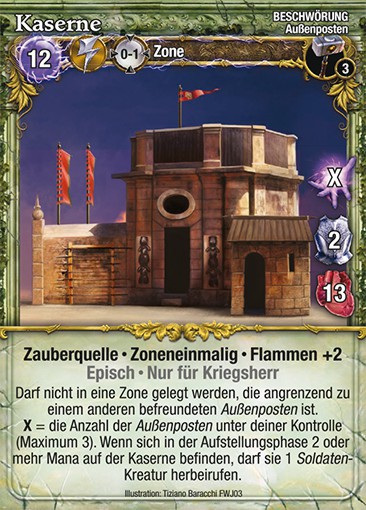 Kaserne
BESCHWÖRUNG
Außenposten
12
0-1 Zone
3
X
2
13
Zauberquelle • Zoneneinmalig • Flammen +2
Episch • Nur für Kriegsherr
Darf nicht in eine Zone gelegt werden, die angrenzend zu
einem anderen befreundeten Außenposten ist.
X = die Anzahl der Außenposten unter deiner Kontrolle
(Maximum 3). Wenn sich in der Aufstellungsphase 2 oder
mehr Mana auf der Kaserne befinden, darf sie 1 Soldaten-
Kreatur herbeirufen.
Illustration: Tiziano Baracchi FWJ03